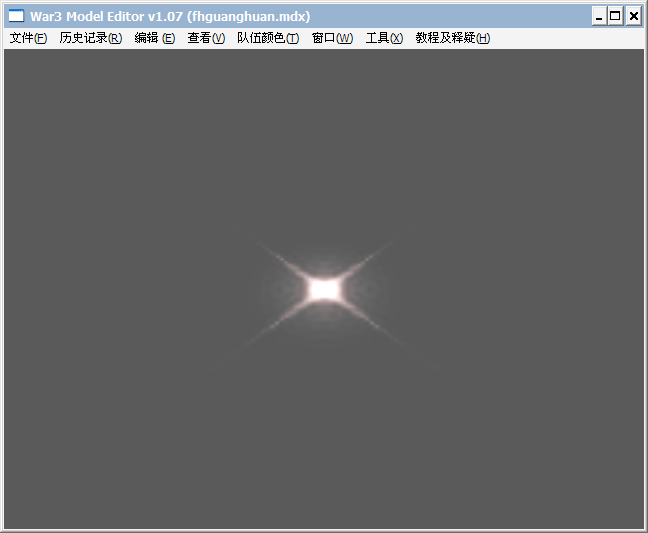 War3 Model Editor v1.07 (fhguanghuan.mdx)
文件(F) 历史记录(R) 编辑 (E) 查看(V) 队伍颜色(T) 窗口(W) 工具(X) 教程及释疑(H)